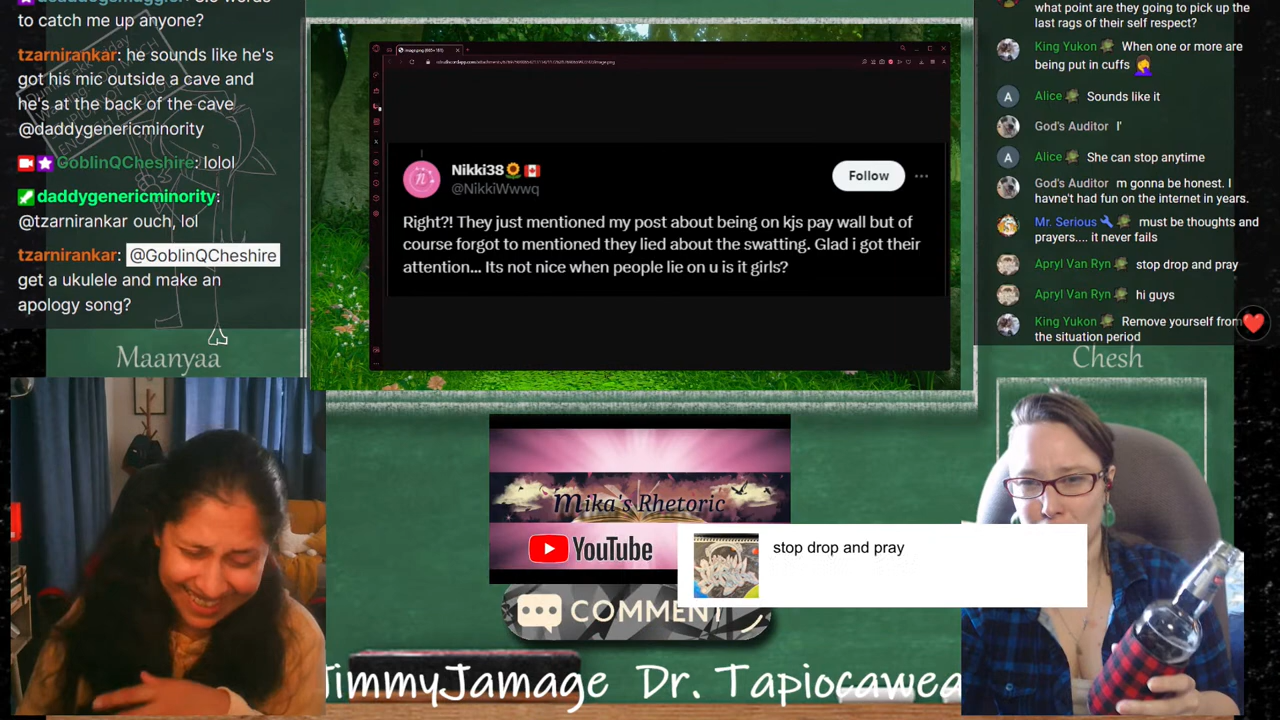 to catch me up anyone?
tzarnirankar: he sounds like he's
got his mic outside a cave and
he's at the back of the cave
@daddygenericminority
GoblinQCheshire: lolol
daddygenericminority:
@tzarnirankar ouch, lol
tzarnirankar: @GoblinQCheshire
get a ukulele and make an
apology song?
Maanyaa
Nikki38
@NikkiWwwq
Follow
Right?! They just mentioned my post about being on kjs pay wall but of
course forgot to mentioned they lied about the swatting. Glad i got their
attention... Its not nice when people lie on u is it girls?
what point are they going to pick up the
last rags of their self respect?
King Yukon When one or more are
being put in cuffs
A Alice Sounds like it
God's Auditor I'
A Alice She can stop anytime
God's Auditor m gonna be honest. I
havne't had fun on the internet in years.
Mr. Serious must be thoughts and
prayers.... it never fails
Apryl Van Ryn stop drop and pray
Apryl Van Ryn hi guys
King Yukon Remove yourself from
the situation period
Chesh
Mika's Rhetoric
YouTube
stop drop and pray
COMMENT
JimmyJamage Dr. Tapiocawea